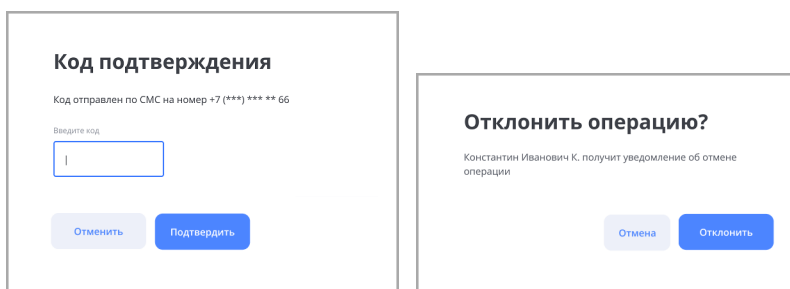 Код подтверждения
Код отправлен по СМС на номер +7 (***) *** ** 66
Введите код
Отменить
Подтвердить
Отклонить операцию?
Константин Иванович К. получит уведомление об отмене
операции
Отмена
Отклонить